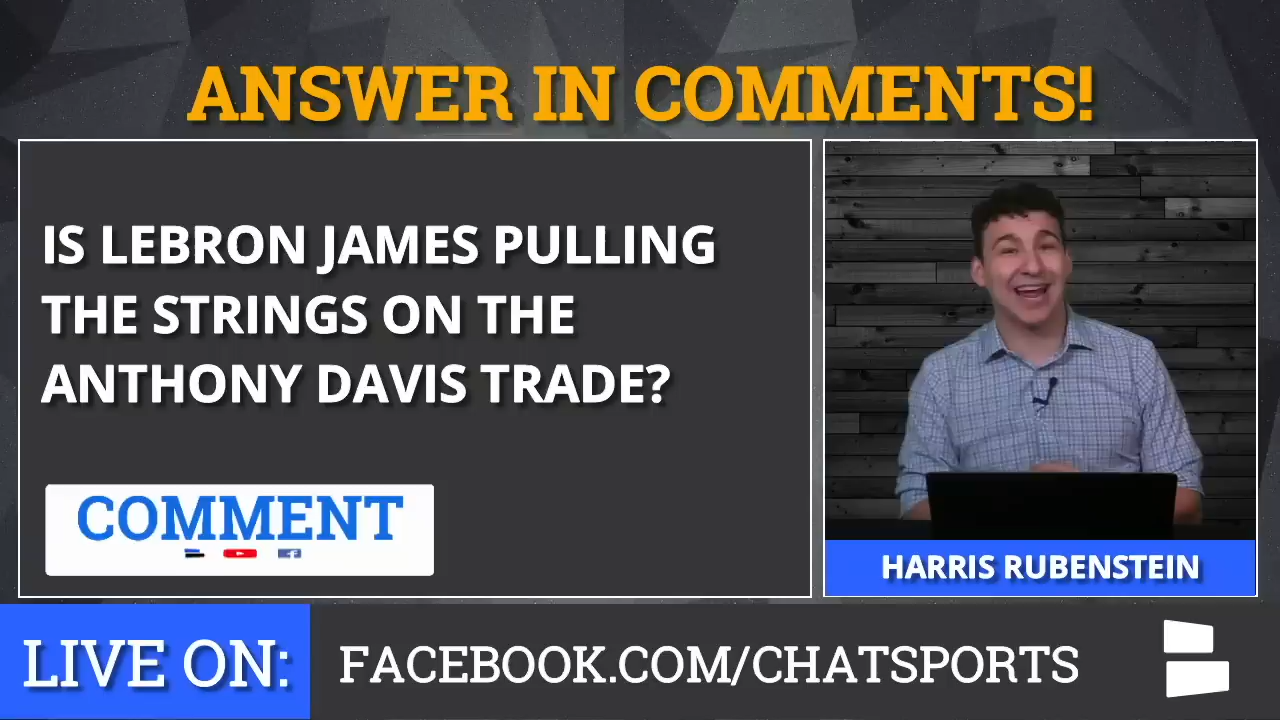 ANSWER IN COMMENTS!
IS LEBRON JAMES PULLING
THE STRINGS ON THE
ANTHONY DAVIS TRADE?
COMMENT
HARRIS RUBENSTEIN
LIVE ON:
FACEBOOK.COM/CHATSPORTS